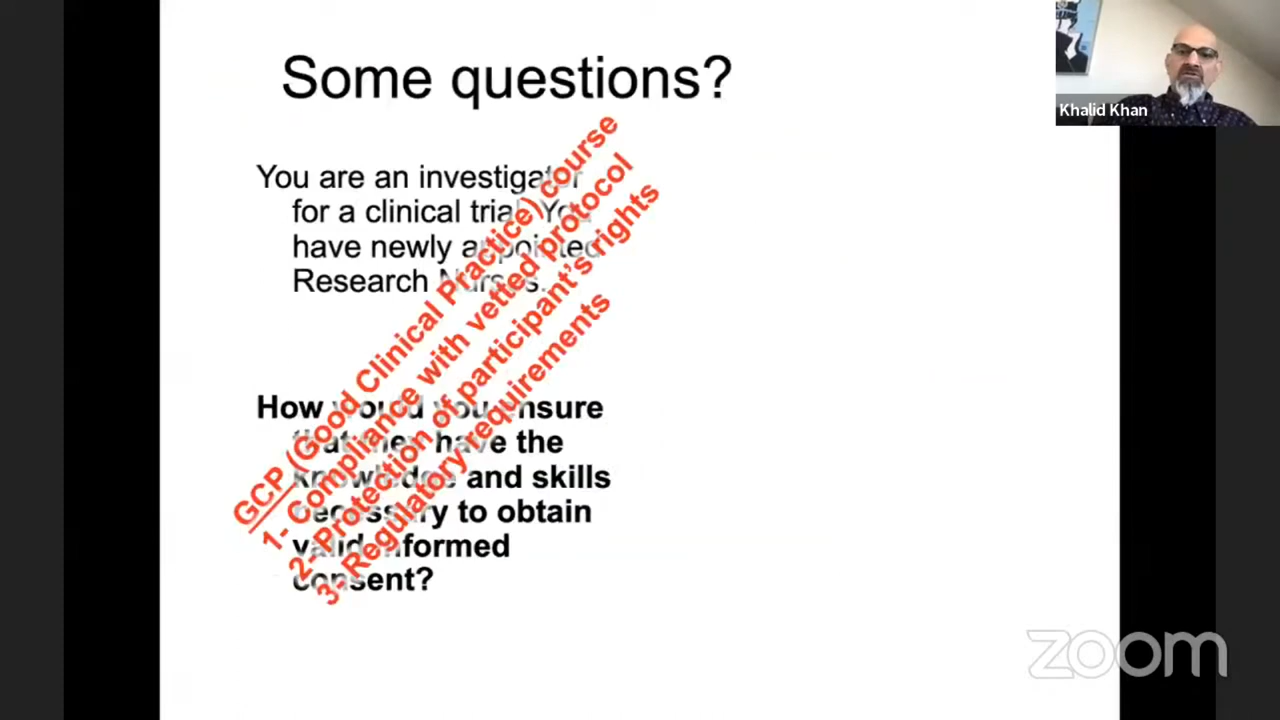 Some questions?
Khalid Khan
You are an investigator
for a clinical trial. You
have newly appointed
Research Nurses.
How would you ensure
that they have the
knowledge and skills
necessary to obtain
valid informed
consent?
GCP (Good Clinical Practice) course
1- Compliance with vetted protocol
2- Protection of participant's rights
3- Regulatory requirements
zoom